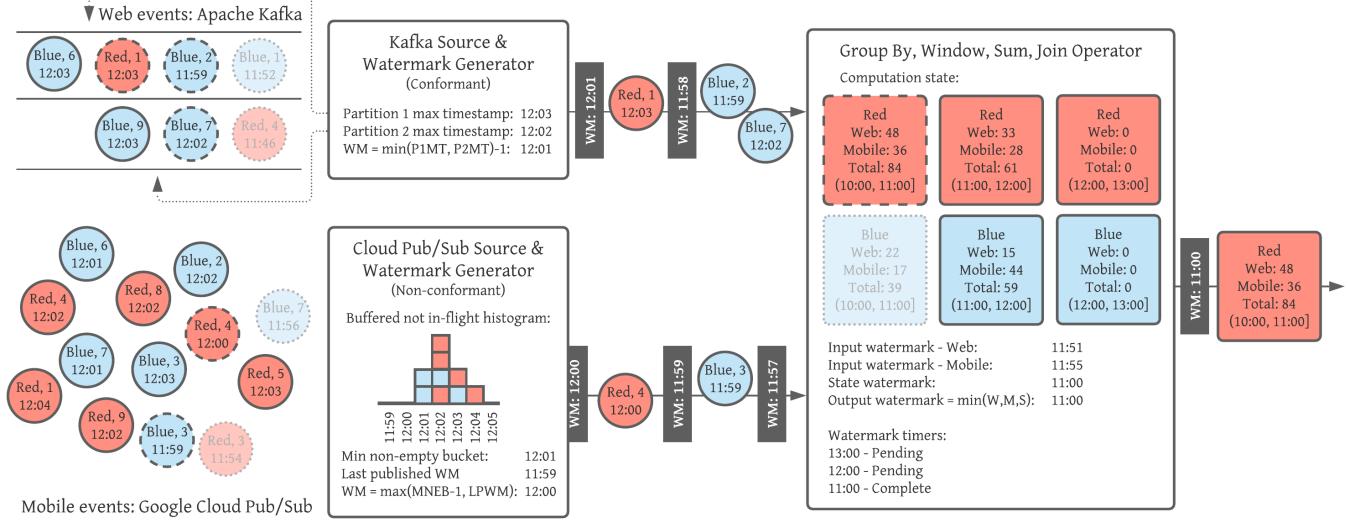 Web events: Apache Kafka
Blue, 6
12:03
Red, 1
12:03
Blue, 2
11:59
Blue, 1
11:52
Blue, 9
12:03
Blue, 7
12:02
Red, 4
11:46
Kafka Source &
Watermark Generator
(Conformant)
Partition 1 max timestamp: 12:03
Partition 2 max timestamp: 12:02
WM = min(P1MT, P2MT)-1: 12:01
WM: 12:01
Red, 1
12:03
WM: 11:58
Blue, 2
11:59
Blue, 7
12:02
Blue, 6
12:01
Blue, 2
12:02
Red, 4
12:02
Red, 8
12:02
Red, 4
12:00
Blue, 7
11:56
Blue, 7
12:01
Blue, 3
12:03
Red, 5
12:03
Red, 1
12:04
Red, 9
12:02
Blue, 3
11:59
Red, 3
11:54
Mobile events: Google Cloud Pub/Sub
Cloud Pub/Sub Source &
Watermark Generator
(Non-conformant)
Buffered not in-flight histogram:
11:59
12:00
12:01
12:02
12:03
12:04
12:05
Min non-empty bucket: 12:01
Last published WM 11:59
WM = max(MNEB-1, LPWM): 12:00
WM: 12:00
Red, 4
12:00
WM: 11:59
Blue, 3
11:59
WM: 11:57
Group By, Window, Sum, Join Operator
Computation state:
Red
Web: 48
Mobile: 36
Total: 84
(10:00, 11:00]
Red
Web: 33
Mobile: 28
Total: 61
(11:00, 12:00]
Red
Web: 0
Mobile: 0
Total: 0
(12:00, 13:00]
Blue
Web: 22
Mobile: 17
Total: 39
(10:00, 11:00]
Blue
Web: 15
Mobile: 44
Total: 59
(11:00, 12:00]
Blue
Web: 0
Mobile: 0
Total: 0
(12:00, 13:00]
Input watermark - Web: 11:51
Input watermark - Mobile: 11:55
State watermark: 11:00
Output watermark = min(W,M,S): 11:00
Watermark timers:
13:00 - Pending
12:00 - Pending
11:00 - Complete
WM: 11:00
Red
Web: 48
Mobile: 36
Total: 84
(10:00, 11:00]